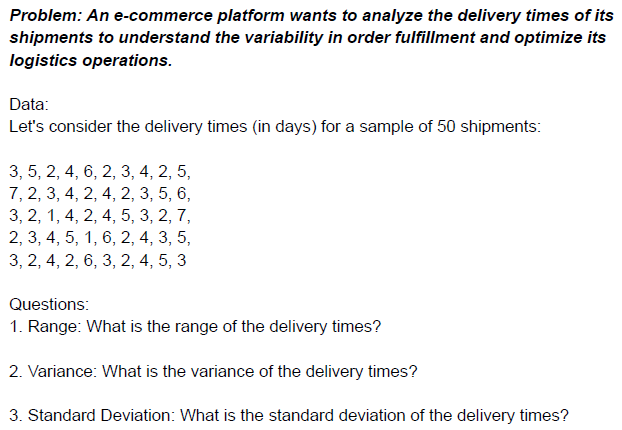 Problem: An e-commerce platform wants to analyze the delivery times of its
shipments to understand the variability in order fulfillment and optimize its
logistics operations.
Data:
Let's consider the delivery times (in days) for a sample of 50 shipments:
3, 5, 2, 4, 6, 2, 3, 4, 2, 5,
7, 2, 3, 4, 2, 4, 2, 3, 5, 6,
3, 2, 1, 4, 2, 4, 5, 3, 2, 7,
2, 3, 4, 5, 1, 6, 2, 4, 3, 5,
3, 2, 4, 2, 6, 3, 2, 4, 5, 3
Questions:
1. Range: What is the range of the delivery times?
2. Variance: What is the variance of the delivery times?
3. Standard Deviation: What is the standard deviation of the delivery times?